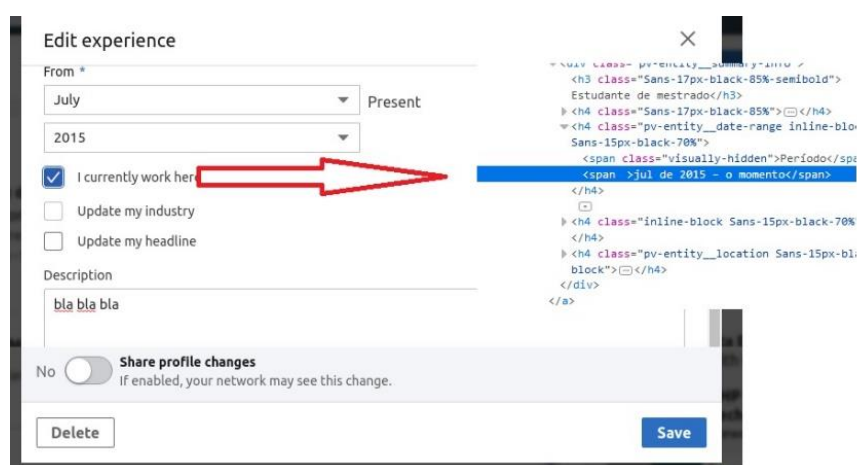 Edit experience
From *
July
Present
2015
I currently work here
Update my industry
Update my headline
Description
bla bla bla
No
Share profile changes
If enabled, your network may see this change.
Delete
Save
<h3 class="Sans-17px-black-85%-semibold">
Estudante de mestrado</h3>
<h4 class="Sans-17px-black-85%"></h4>
<h4 class="pv-entity__date-range inline-blo
Sans-15px-black-70%">
<span class="visually-hidden">Período</spa
<span >jul de 2015 – o momento</span>
</h4>
<h4 class="inline-block Sans-15px-black-70%
</h4>
<h4 class="pv-entity__location Sans-15px-bla
block"></h4>
</div>
</a>